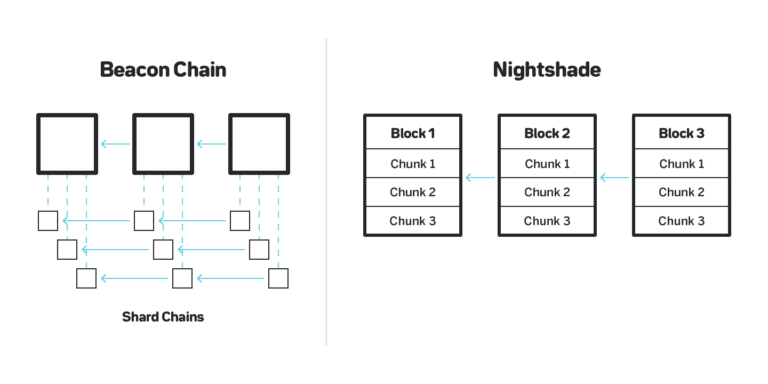 Beacon Chain
Shard Chains
Nightshade
Block 1
Chunk 1
Chunk 2
Chunk 3
Block 2
Chunk 1
Chunk 2
Chunk 3
Block 3
Chunk 1
Chunk 2
Chunk 3